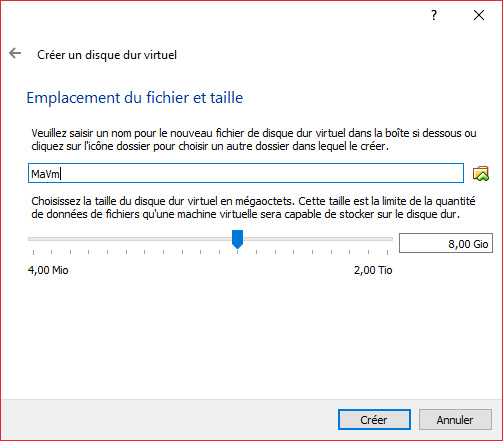 ?
Créer un disque dur virtuel
Emplacement du fichier et taille
Veuillez saisir un nom pour le nouveau fichier de disque dur virtuel dans la boîte si dessous ou
cliquez sur l'icône dossier pour choisir un autre dossier dans lequel le créer.
MaVm
Choisissez la taille du disque dur virtuel en mégaoctets. Cette taille est la limite de la quantité
de données de fichiers qu'une machine virtuelle sera capable de stocker sur le disque dur.
8,00 Gio
4,00 Mio 2,00 Tio
Créer Annuler